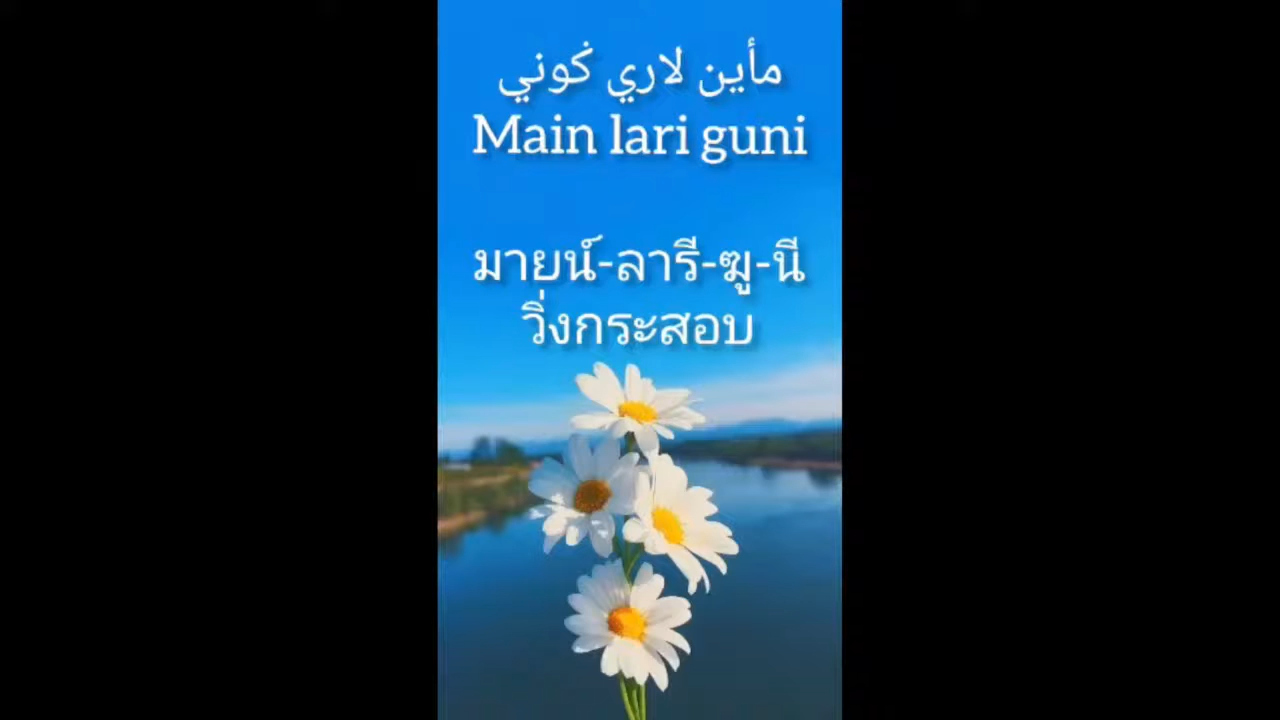 مأين لاري ݢوني
Main lari guni
มายน์-ลารี-ฆู-นี
วิ่งกระสอบ